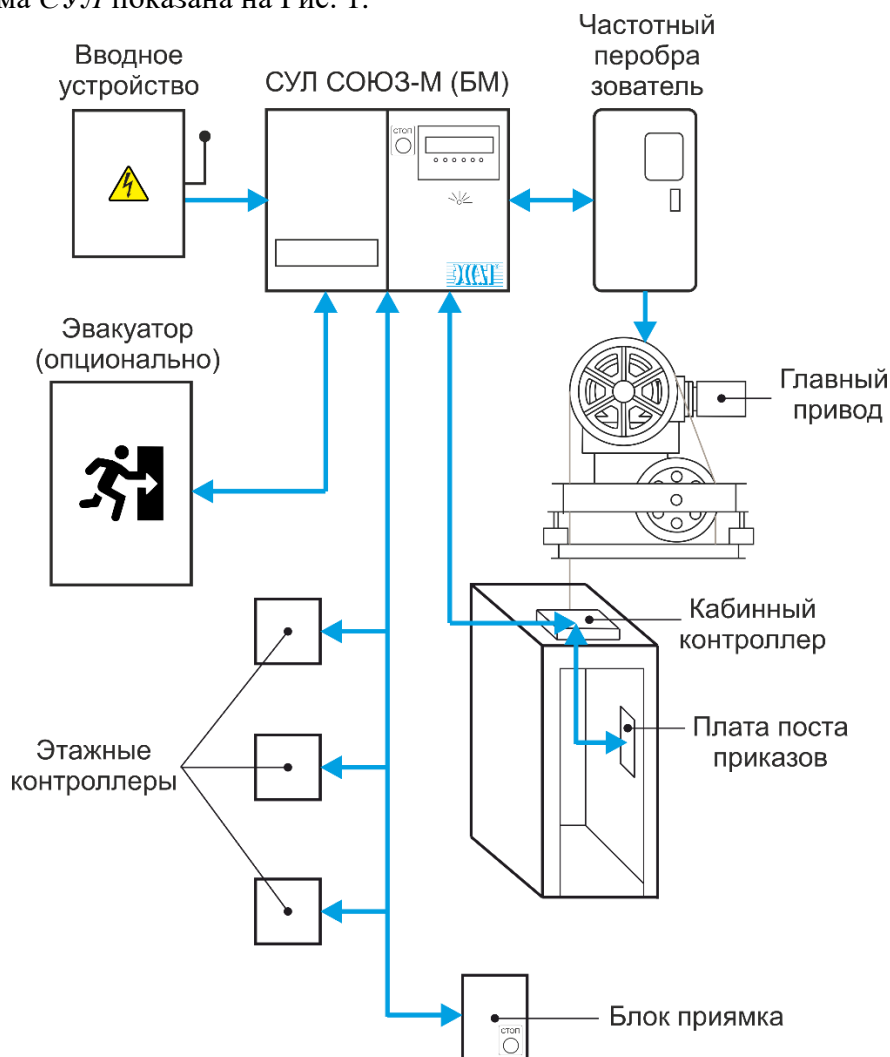 ма СУЛ показана на Рис. 1.
Частотный
перобра
зователь
Вводное
устройство
СУЛ СОЮЗ-М (БМ)
СТОП
Эвакуатор
(опционально)
Главный
привод
Кабинный
контроллер
Плата поста
приказов
Этажные
контроллеры
Блок приямка
СТОП